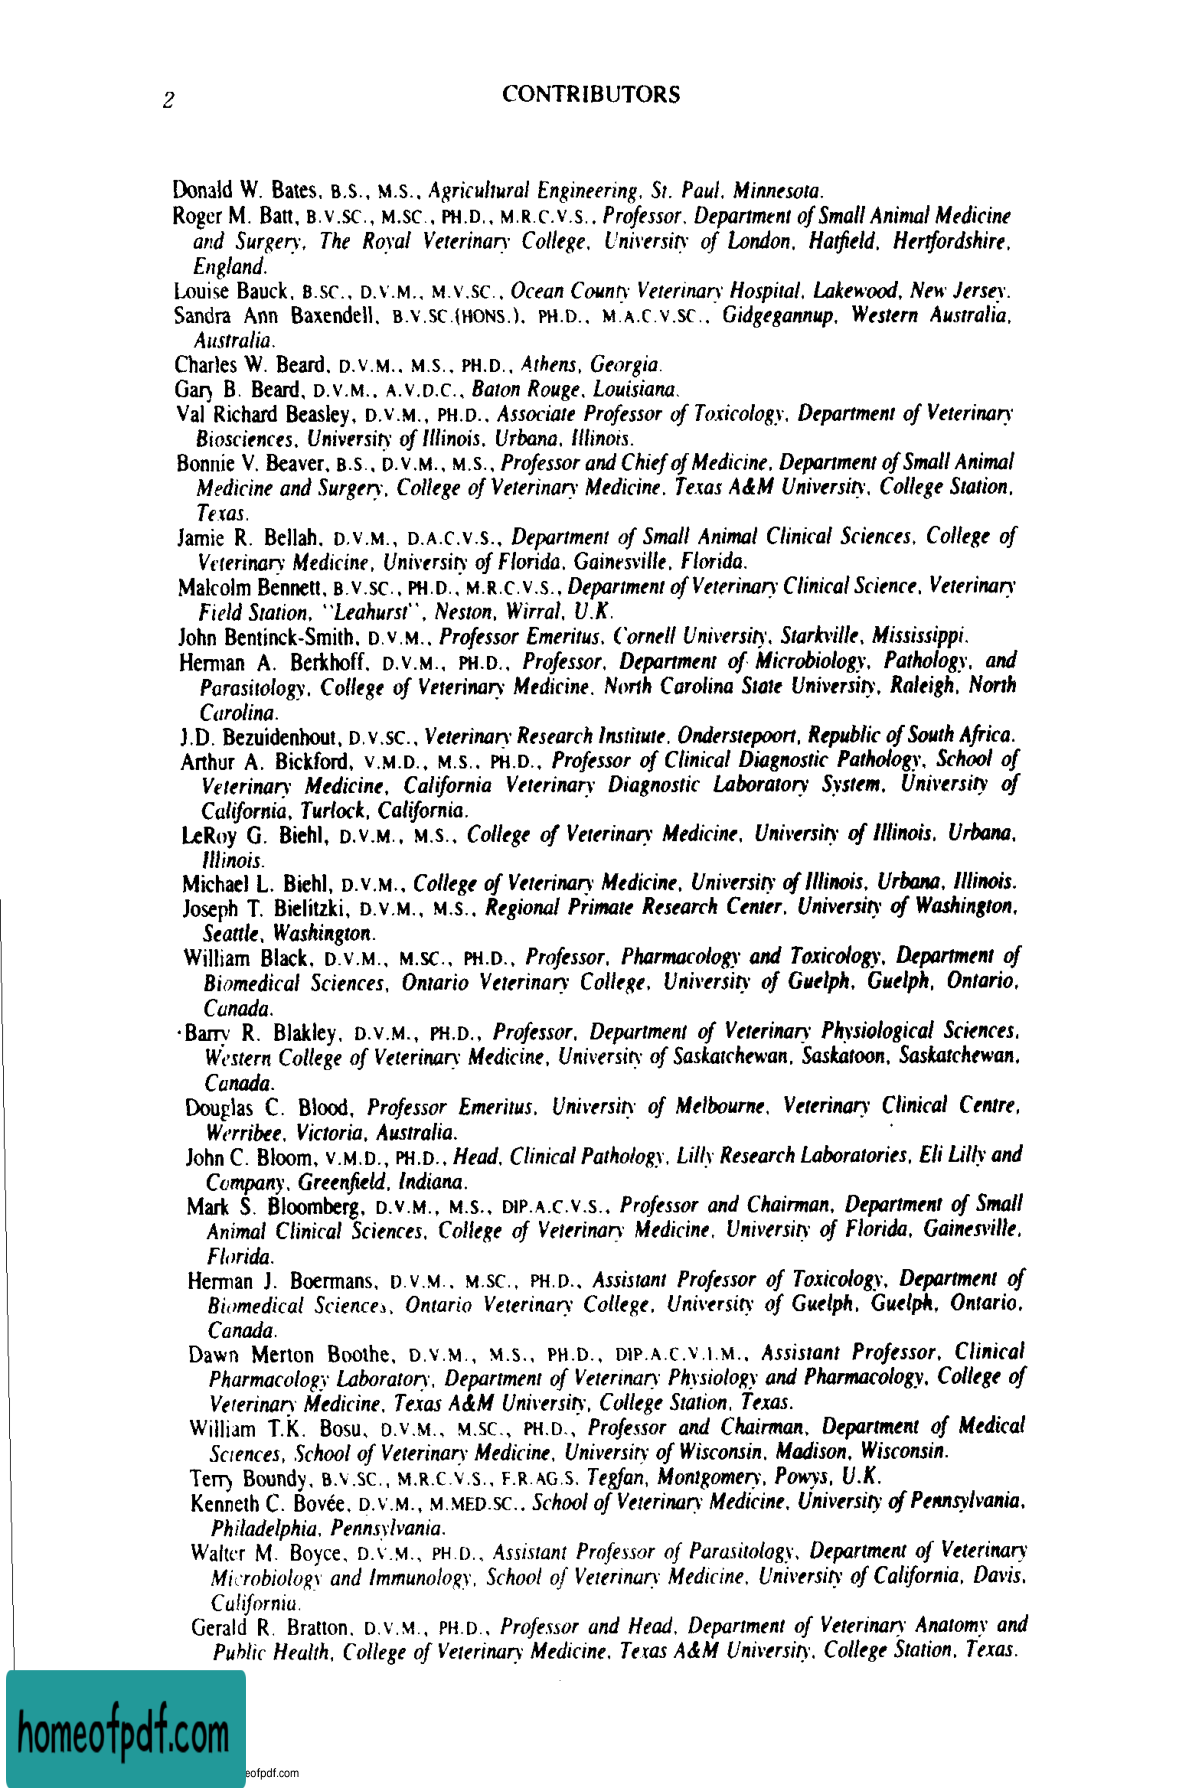 2
CONTRIBUTORS
Donald W. Bates, B.S., M.S., Agricultural Engineering, St. Paul, Minnesota.
Roger M. Batt, B.V.SC., M.SC., PH.D., M.R.C.V.S., Professor, Department of Small Animal Medicine
and Surgery, The Royal Veterinary College, University of London, Hatfield, Hertfordshire,
England.
Louise Bauck, B.SC., D.V.M., M.V.SC., Ocean County Veterinary Hospital, Lakewood, New Jersey.
Sandra Ann Baxendell, B.V.SC.(HONS.), PH.D., M.A.C.V.SC., Gidgegannup, Western Australia,
Australia.
Charles W. Beard, D.V.M., M.S., PH.D., Athens, Georgia.
Gary B. Beard, D.V.M., A.V.D.C., Baton Rouge, Louisiana.
Val Richard Beasley, D.V.M., PH.D., Associate Professor of Toxicology, Department of Veterinary
Biosciences, University of Illinois, Urbana, Illinois.
Bonnie V. Beaver, B.S., D.V.M., M.S., Professor and Chief of Medicine, Department of Small Animal
Medicine and Surgery, College of Veterinary Medicine, Texas A&M University, College Station,
Texas.
Jamie R. Bellah, D.V.M., D.A.C.V.S., Department of Small Animal Clinical Sciences, College of
Veterinary Medicine, University of Florida, Gainesville, Florida.
Malcolm Bennett, B.V.SC., PH.D., M.R.C.V.S., Department of Veterinary Clinical Science, Veterinary
Field Station, "Leahurst", Neston, Wirral, U.K.
John Bentinck-Smith, D.V.M., Professor Emeritus, Cornell University, Starkville, Mississippi.
Herman A. Berkhoff, D.V.M., PH.D., Professor, Department of Microbiology, Pathology, and
Parasitology, College of Veterinary Medicine, North Carolina State University, Raleigh, North
Carolina.
J.D. Bezuidenhout, D.V.SC., Veterinary Research Institute, Onderstepoort, Republic of South Africa.
Arthur A. Bickford, V.M.D., M.S., PH.D., Professor of Clinical Diagnostic Pathology, School of
Veterinary Medicine, California Veterinary Diagnostic Laboratory System, University of
California, Turlock, California.
LeRoy G. Biehl, D.V.M., M.S., College of Veterinary Medicine, University of Illinois, Urbana,
Illinois.
Michael L. Biehl, D.V.M., College of Veterinary Medicine, University of Illinois, Urbana, Illinois.
Joseph T. Bielitzki, D.V.M., M.S., Regional Primate Research Center, University of Washington,
Seattle, Washington.
William Black, D.V.M., M.SC., PH.D., Professor, Pharmacology and Toxicology, Department of
Biomedical Sciences, Ontario Veterinary College, University of Guelph, Guelph, Ontario,
Canada.
Barry R. Blakley, D.V.M., PH.D., Professor, Department of Veterinary Physiological Sciences,
Western College of Veterinary Medicine, University of Saskatchewan, Saskatoon, Saskatchewan,
Canada.
Douglas C. Blood, Professor Emeritus, University of Melbourne, Veterinary Clinical Centre,
Werribee, Victoria, Australia.
John C. Bloom, V.M.D., PH.D., Head, Clinical Pathology, Lilly Research Laboratories, Eli Lilly and
Company, Greenfield, Indiana.
Mark S. Bloomberg, D.V.M., M.S., DIP.A.C.V.S., Professor and Chairman, Department of Small
Animal Clinical Sciences, College of Veterinary Medicine, University of Florida, Gainesville,
Florida.
Herman J. Boermans, D.V.M., M.SC., PH.D., Assistant Professor of Toxicology, Department of
Biomedical Sciences, Ontario Veterinary College, University of Guelph, Guelph, Ontario,
Canada.
Dawn Merton Boothe, D.V.M., M.S., PH.D., DIP.A.C.V.I.M., Assistant Professor, Clinical
Pharmacology Laboratory, Department of Veterinary Physiology and Pharmacology, College of
Veterinary Medicine, Texas A&M University, College Station, Texas.
William T.K. Bosu, D.V.M., M.SC., PH.D., Professor and Chairman, Department of Medical
Sciences, School of Veterinary Medicine, University of Wisconsin, Madison, Wisconsin.
Terry Boundy, B.V.SC., M.R.C.V.S., F.R.AG.S. Tegfan, Montgomery, Powys, U.K.
Kenneth C. Bovée, D.V.M., M.MED.SC., School of Veterinary Medicine, University of Pennsylvania,
Philadelphia, Pennsylvania.
Walter M. Boyce, D.V.M., PH.D., Assistant Professor of Parasitology, Department of Veterinary
Microbiology and Immunology, School of Veterinary Medicine, University of California, Davis,
California.
Gerald R. Bratton, D.V.M., PH.D., Professor and Head, Department of Veterinary Anatomy and
Public Health, College of Veterinary Medicine, Texas A&M University, College Station, Texas.
homeofpdf.com
eofpdf.com